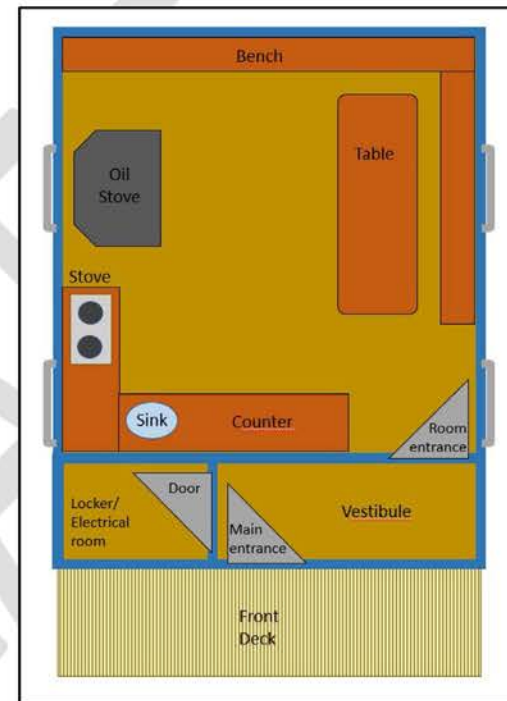 Bench
Table
Oil
Stove
Stove
Sink
Counter
Room
entrance
Door
Locker/
Electrical
room
Main
entrance
Vestibule
Front
Deck